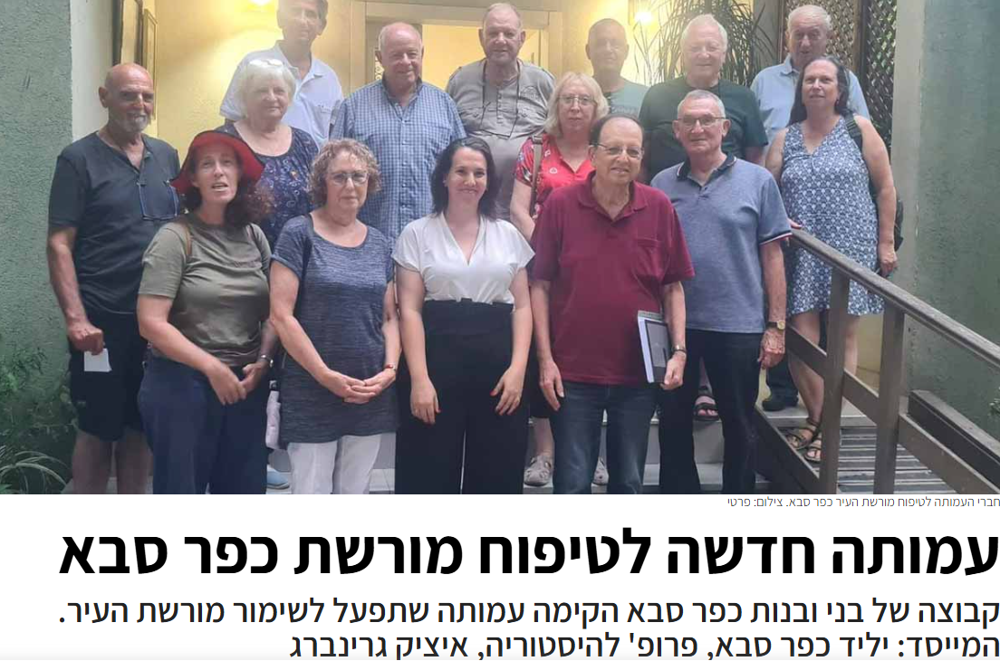 חברי העמותה לטיפוח מורשת העיר כפר סבא. צילום: פרטי
עמותה חדשה לטיפוח מורשת כפר סבא
קבוצה של בני ובנות כפר סבא הקימה עמותה שתפעל לשימור מורשת העיר.
המייסד: יליד כפר סבא, פרופ' להיסטוריה, איציק גרינברג